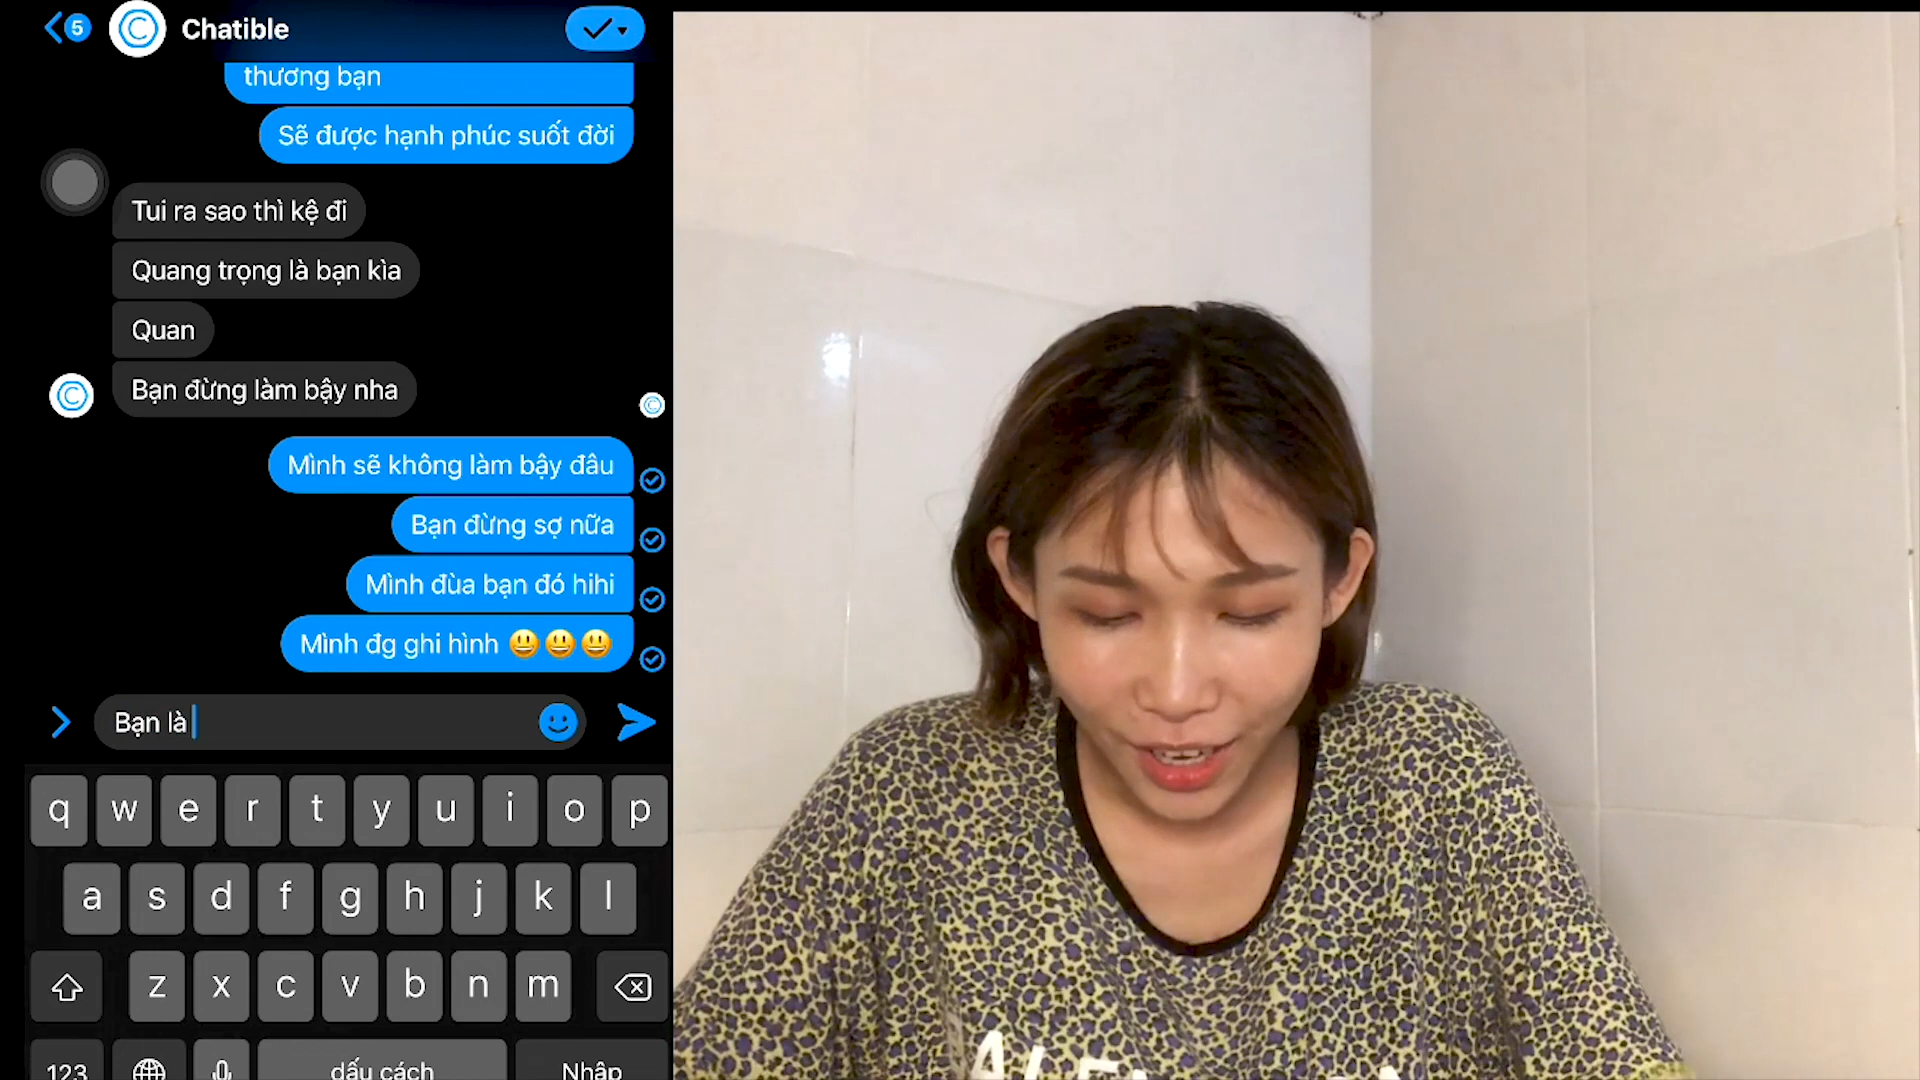 5
Chatible
thương bạn
Sẽ được hạnh phúc suốt đời
Tui ra sao thì kệ đi
Quang trọng là bạn kìa
Quan
Bạn đừng làm bậy nha
Mình sẽ không làm bậy đâu
Bạn đừng sợ nữa
Mình đùa bạn đó hihi
Mình đg ghi hình 😃😃😃
Bạn là
q w e r t y u i o p
a s d f g h j k l
z x c v b n m
123 dấu cách Nhập